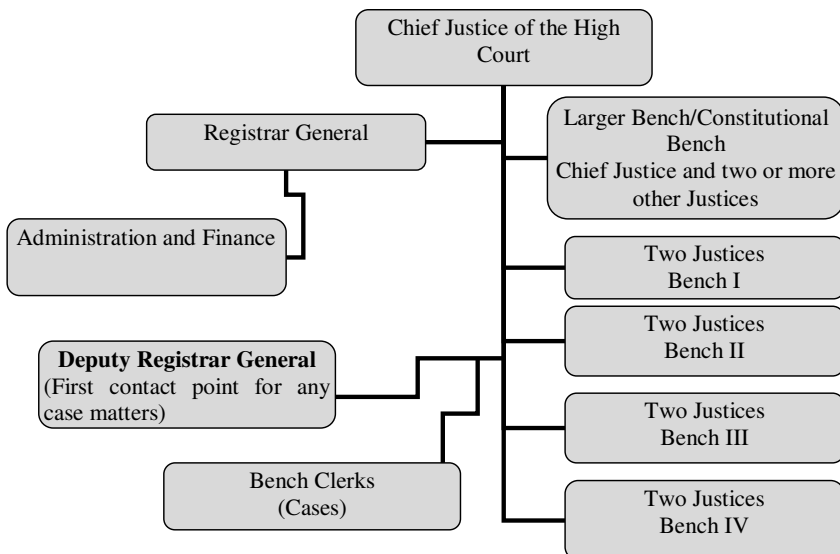 Chief Justice of the High
Court
Registrar General
Larger Bench/Constitutional
Bench
Chief Justice and two or more
other Justices
Administration and Finance
Two Justices
Bench I
Two Justices
Bench II
Deputy Registrar General
(First contact point for any
case matters)
Two Justices
Bench III
Bench Clerks
(Cases)
Two Justices
Bench IV